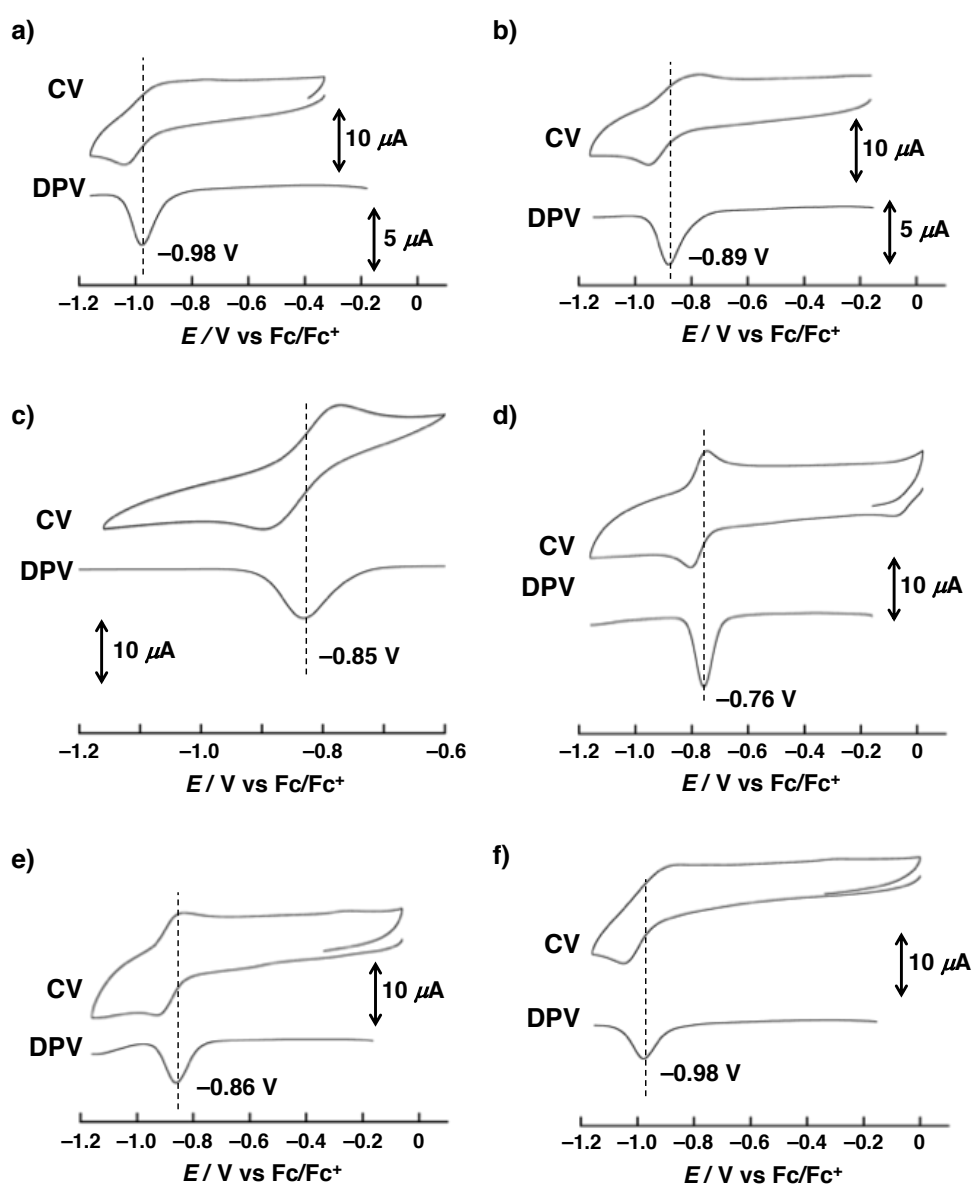 a)
CV
10 μA
DPV
5 μA
–0.98 V
–1.2 –1.0 –0.8 –0.6 –0.4 –0.2 0
E / V vs Fc/Fc⁺
b)
CV
10 μA
DPV
5 μA
–0.89 V
–1.2 –1.0 –0.8 –0.6 –0.4 –0.2 0
E / V vs Fc/Fc⁺
c)
CV
DPV
10 μA
–0.85 V
–1.2 –1.0 –0.8 –0.6
E / V vs Fc/Fc⁺
d)
CV
DPV
10 μA
–0.76 V
–1.2 –1.0 –0.8 –0.4 –0.2 0
E / V vs Fc/Fc⁺
e)
CV
10 μA
DPV
–0.86 V
–1.2 –1.0 –0.8 –0.6 –0.4 –0.2 0
E / V vs Fc/Fc⁺
f)
CV
10 μA
DPV
–0.98 V
–1.2 –1.0 –0.8 –0.6 –0.4 –0.2 0
E / V vs Fc/Fc⁺